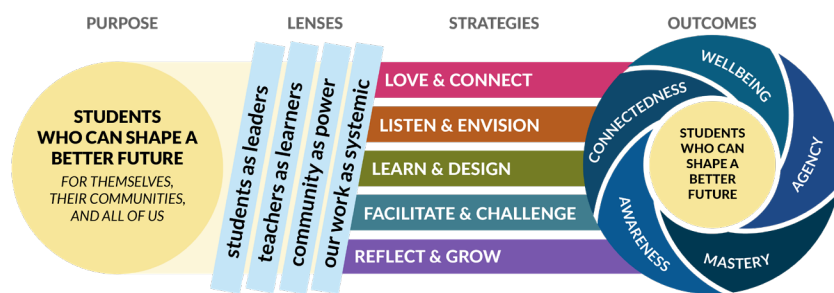 PURPOSE
LENSES
STRATEGIES
OUTCOMES
STUDENTS
WHO CAN SHAPE A
BETTER FUTURE
FOR THEMSELVES,
THEIR COMMUNITIES,
AND ALL OF US
students as leaders
teachers as learners
community as power
our work as systemic
LOVE & CONNECT
LISTEN & ENVISION
LEARN & DESIGN
FACILITATE & CHALLENGE
REFLECT & GROW
CONNECTEDNESS
WELLBEING
AGENCY
MASTERY
AWARENESS
STUDENTS
WHO CAN
SHAPE A
BETTER
FUTURE